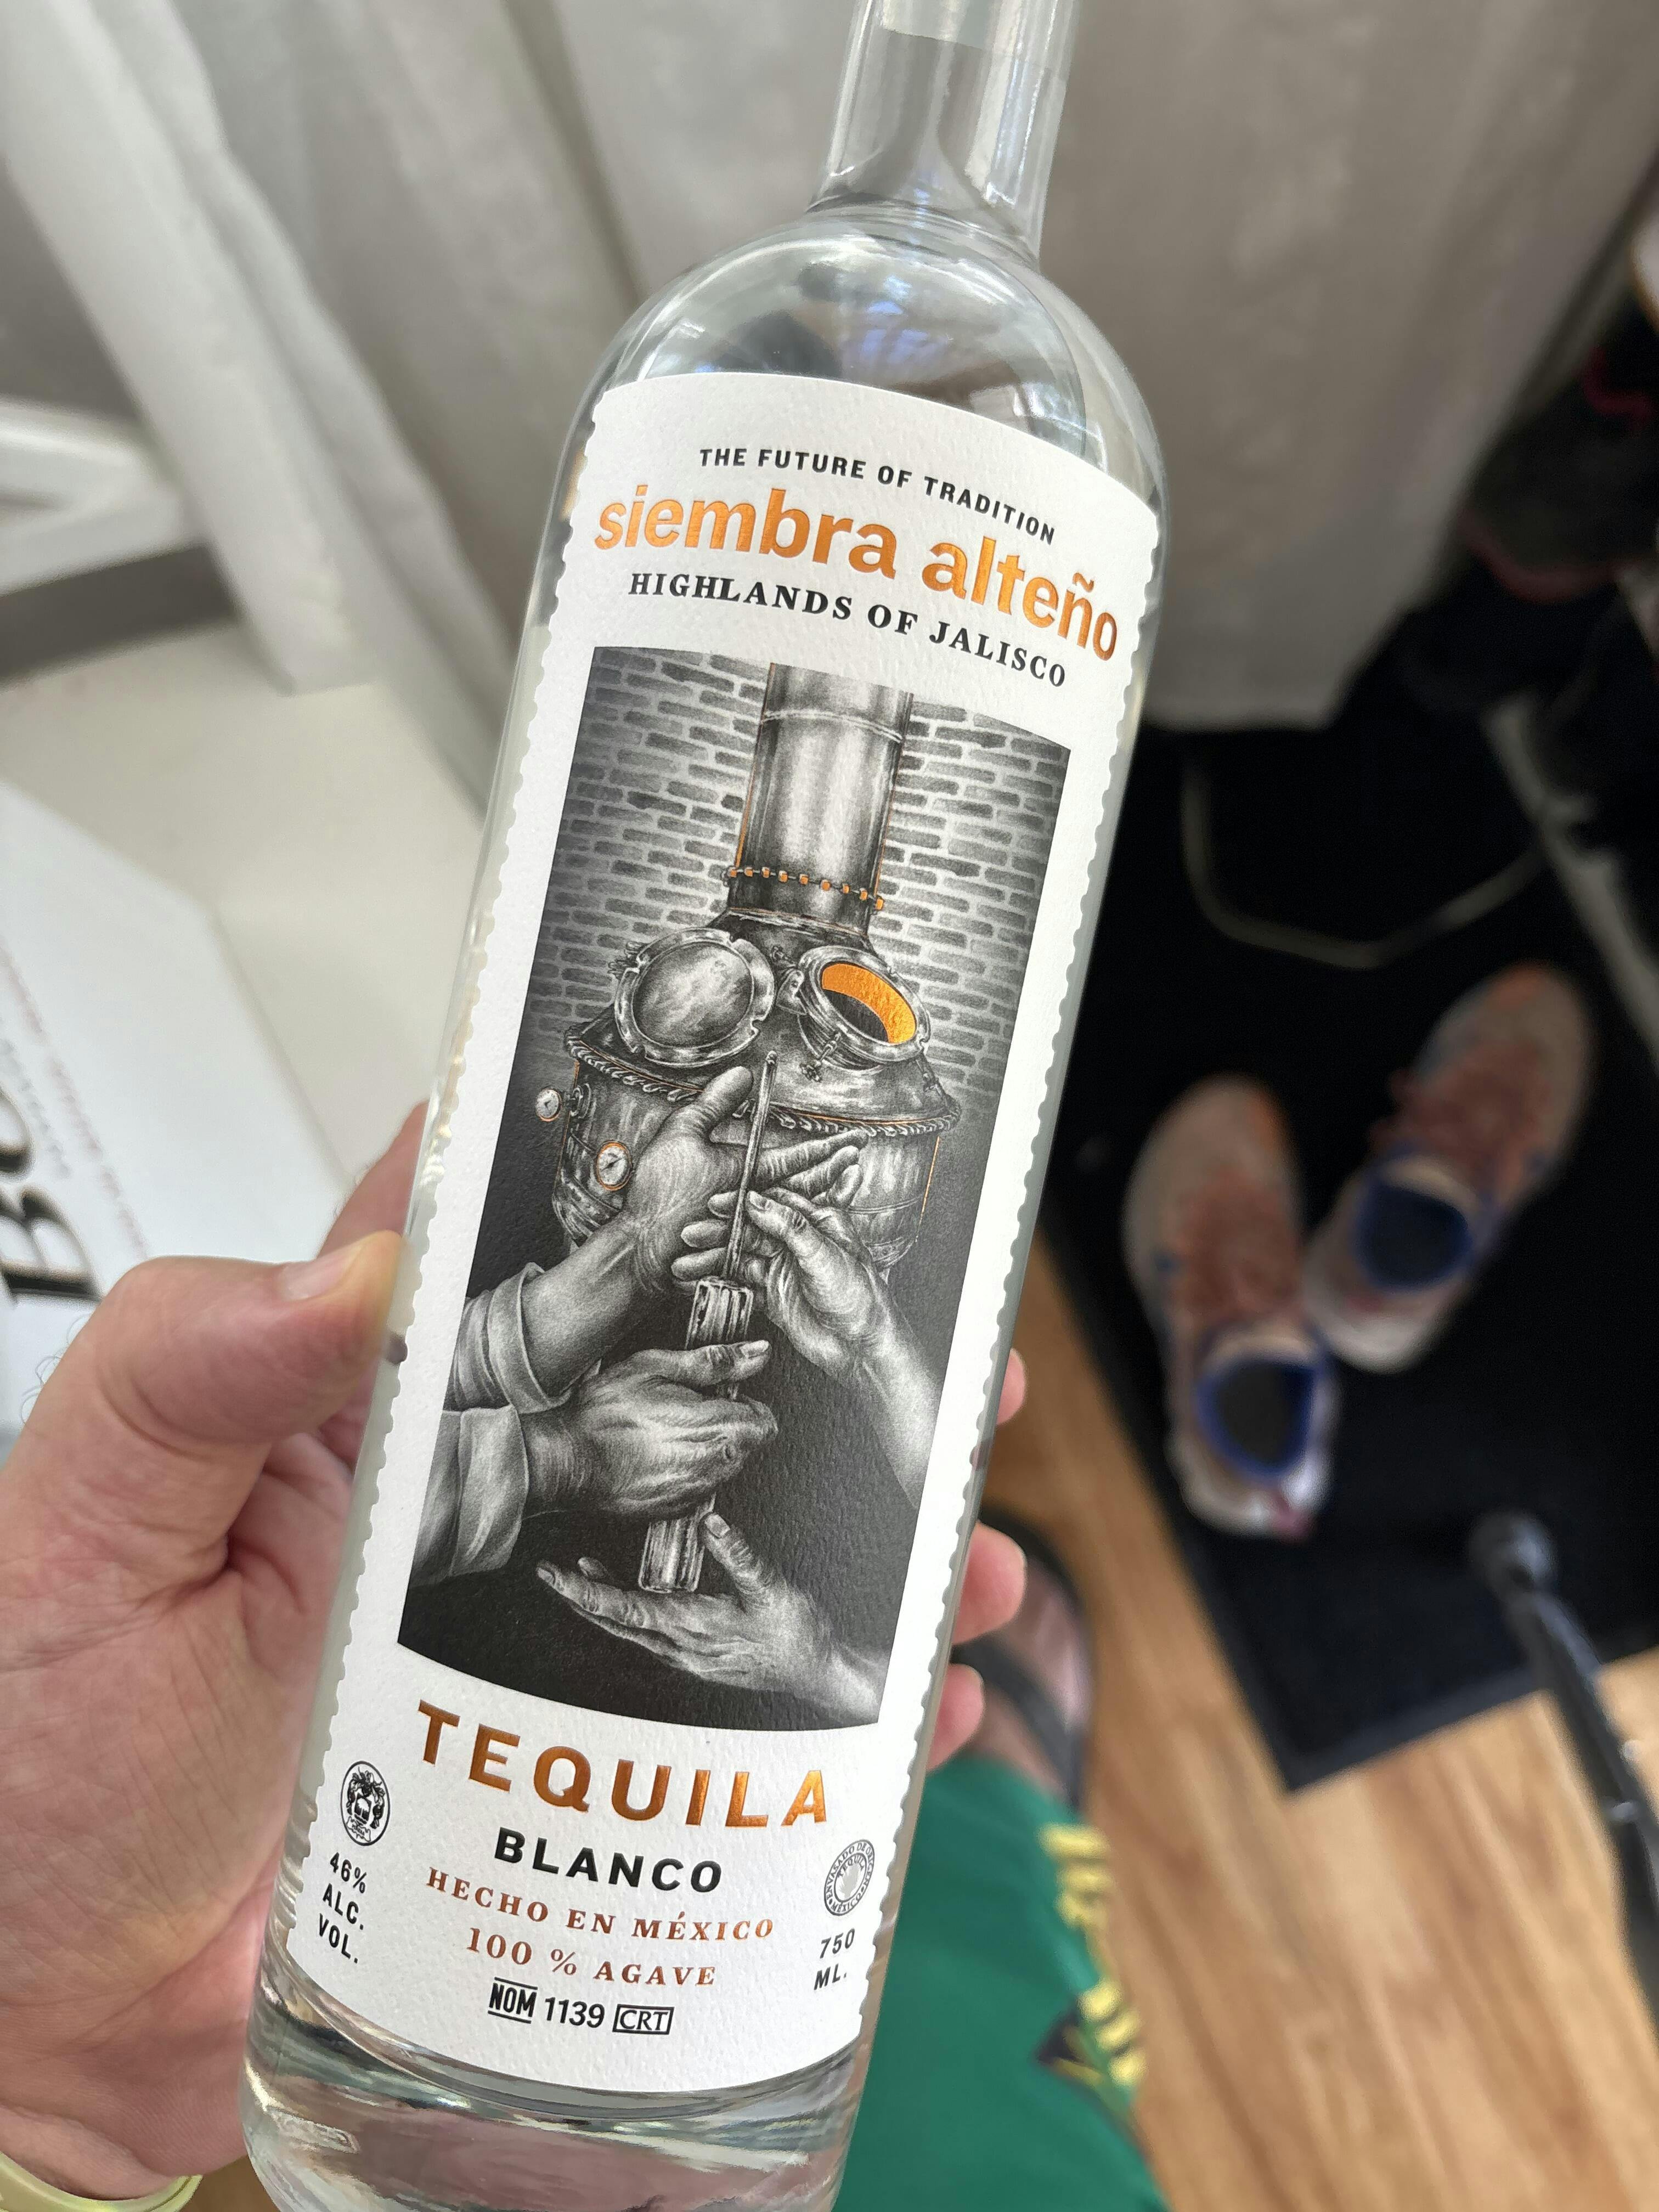 THE FUTURE OF TRADITION
siembra alteño
HIGHLANDS OF JALISCO
TEQUILA
BLANCO
HECHO EN MÉXICO
100 % AGAVE
NOM 1139 CRT
46%
ALC.
VOL.
750
ML.